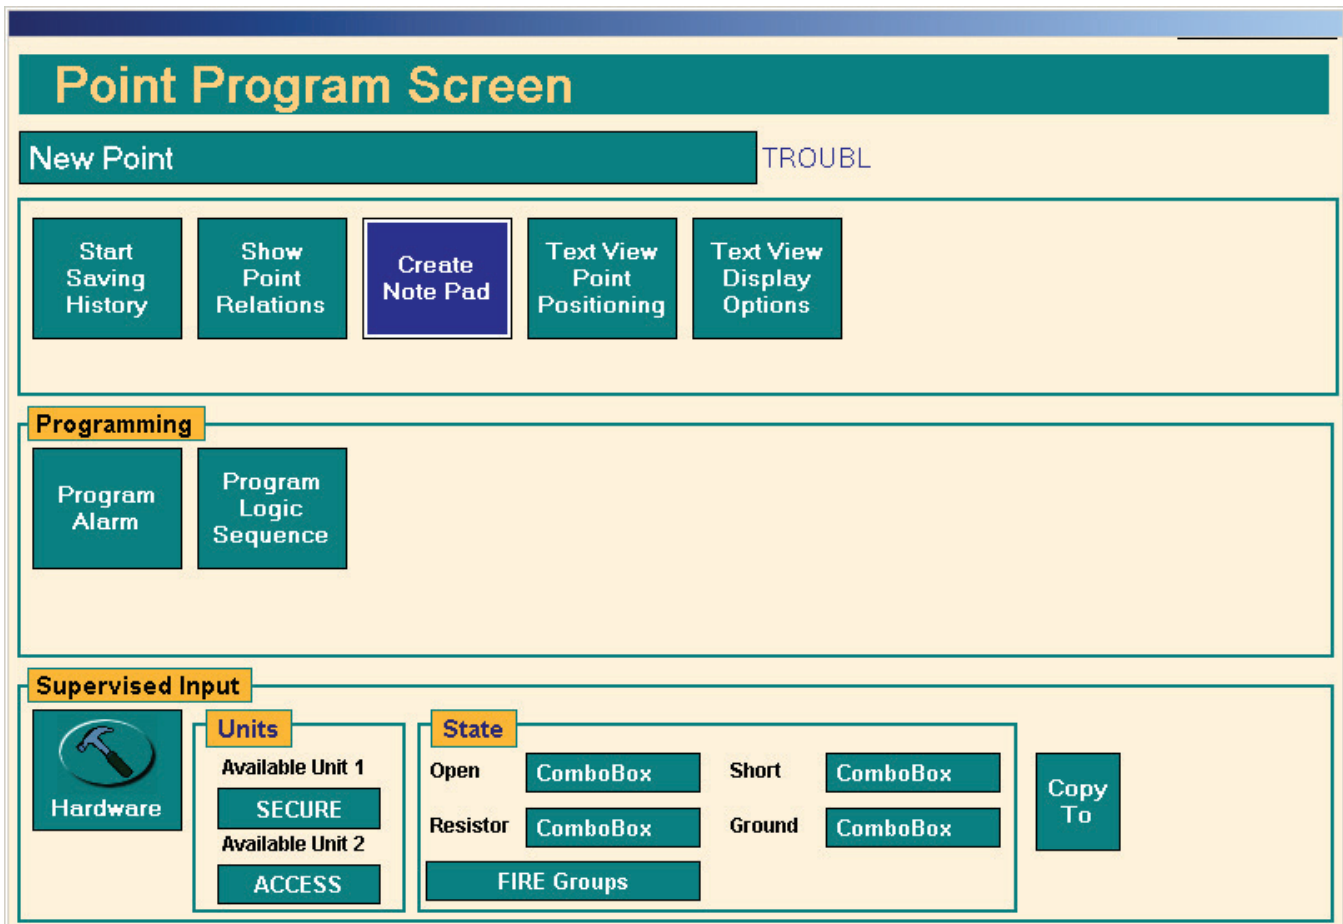 Point Program Screen
New Point
TROUBL
Start
Saving
History
Show
Point
Relations
Create
Note Pad
Text View
Point
Positioning
Text View
Display
Options
Programming
Program
Alarm
Program
Logic
Sequence
Supervised Input
Hardware
Units
Available Unit 1
SECURE
Available Unit 2
ACCESS
State
Open
ComboBox
Short
ComboBox
Resistor
ComboBox
Ground
ComboBox
FIRE Groups
Copy
To